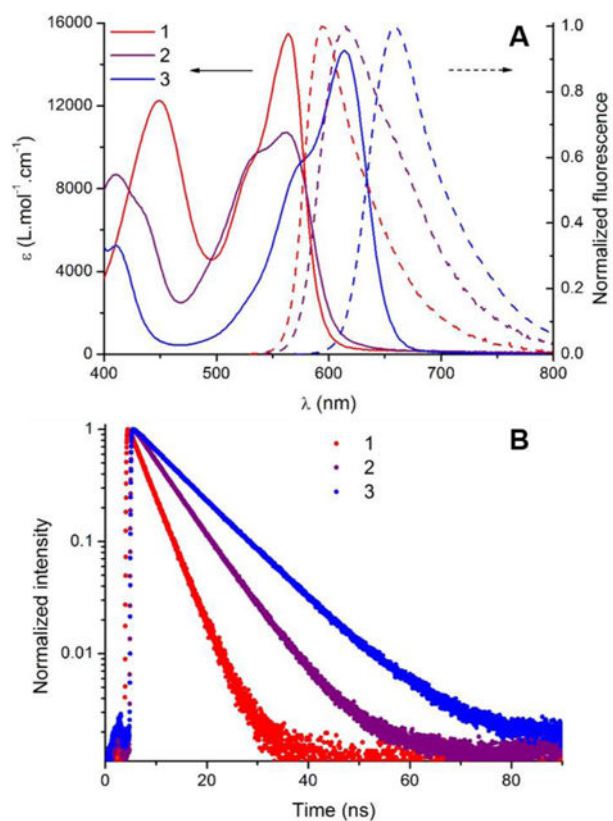 A
1
2
3
16000
12000
8000
4000
0
ε (L.mol⁻¹.cm⁻¹)
1.0
0.8
0.6
0.4
0.2
0.0
Normalized fluorescence
400 500 600 700 800
λ (nm)
B
1
2
3
1
0.1
0.01
Normalized intensity
0 20 40 60 80
Time (ns)